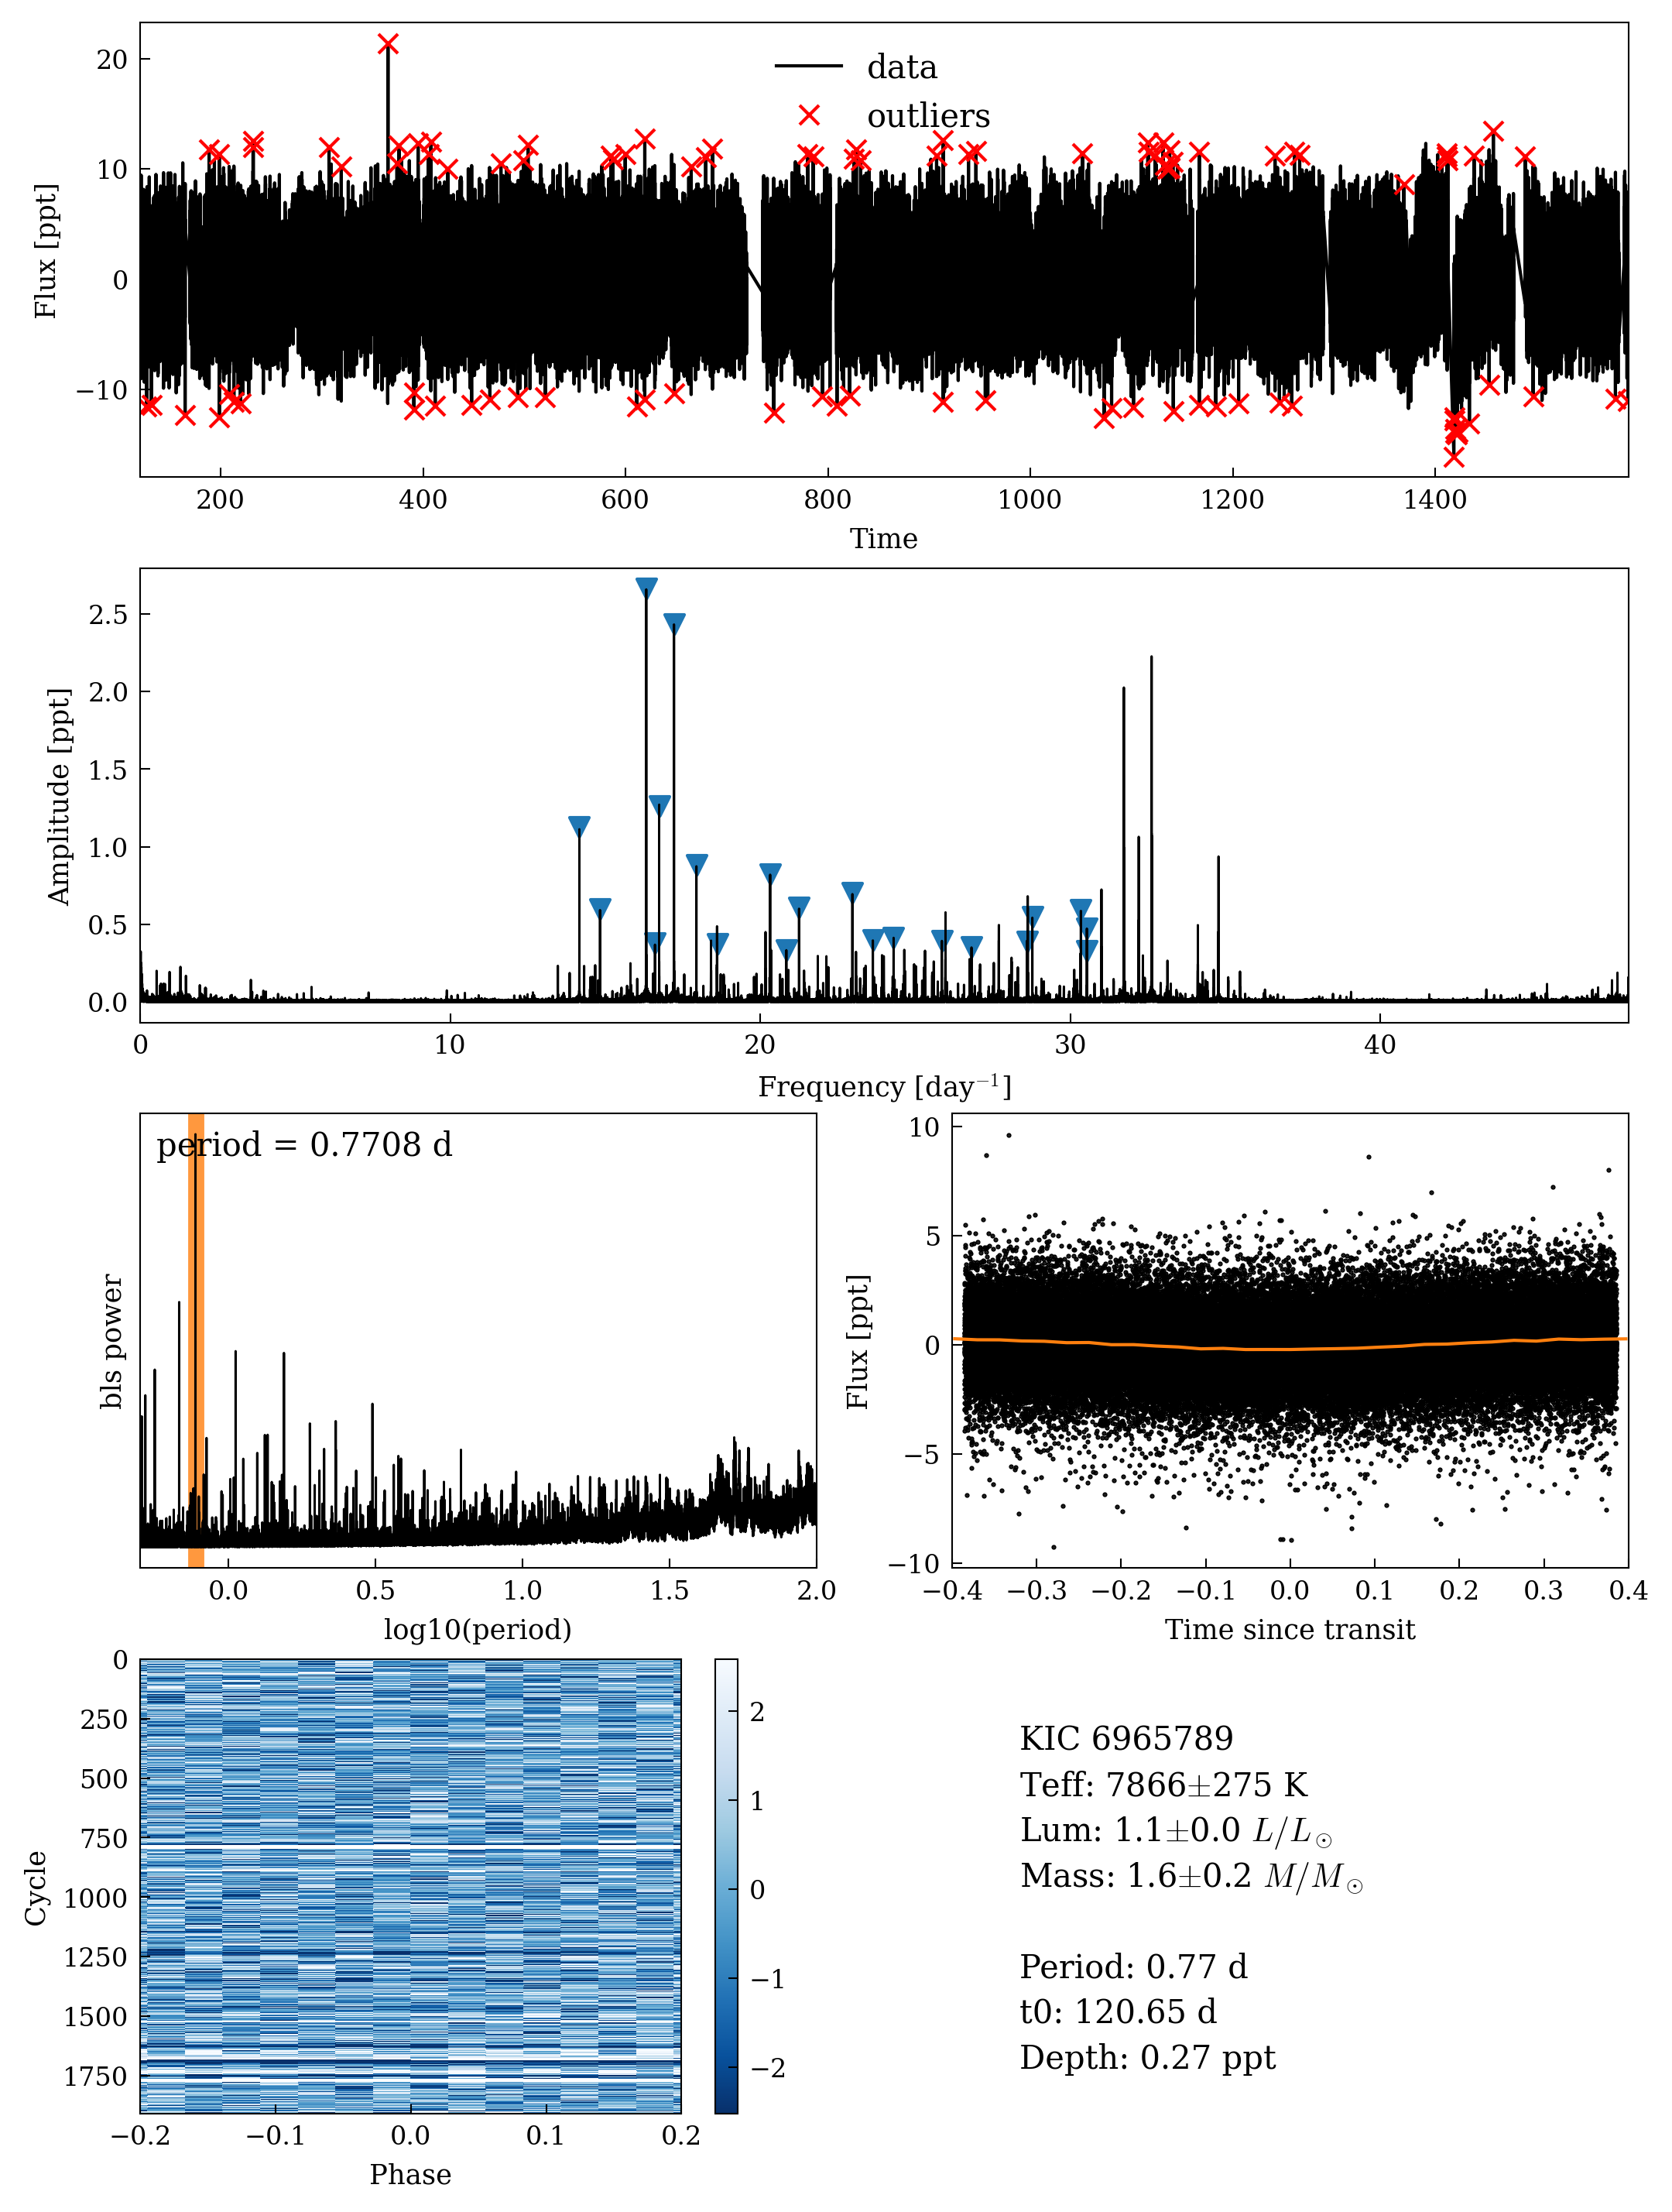 20
10
0
−10
Flux [ppt]
data
outliers
200 400 600 800 1000 1200 1400
Time
2.5
2.0
1.5
1.0
0.5
0.0
Amplitude [ppt]
0 10 20 30 40
Frequency [day⁻¹]
period = 0.7708 d
bls power
0.0 0.5 1.0 1.5 2.0
log10(period)
10
5
0
−5
−10
Flux [ppt]
−0.4 −0.3 −0.2 −0.1 0.0 0.1 0.2 0.3 0.4
Time since transit
0
250
500
750
1000
1250
1500
1750
Cycle
−0.2 −0.1 0.0 0.1 0.2
Phase
2
1
0
−1
−2
KIC 6965789
Teff: 7866±275 K
Lum: 1.1±0.0 L/L⊙
Mass: 1.6±0.2 M/M⊙
Period: 0.77 d
t0: 120.65 d
Depth: 0.27 ppt